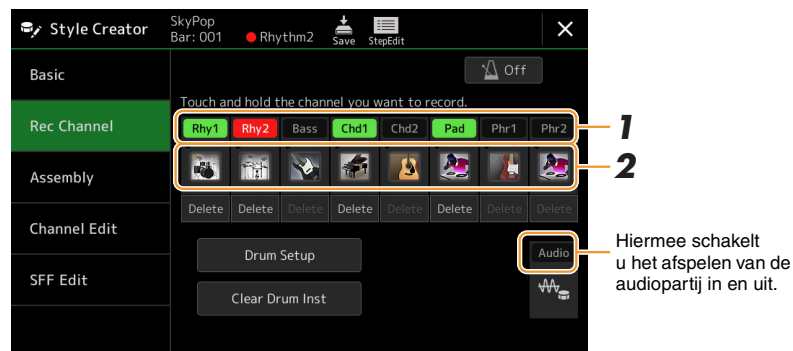 Style Creator
SkyPop
Bar: 001
Rhythm2
Save
StepEdit
Basic
Off
Touch and hold the channel you want to record.
Rec Channel
Rhy1 Rhy2 Bass Chd1 Chd2 Pad Phr1 Phr2
1
2
Assembly
Delete Delete Delete Delete Delete Delete Delete Delete
Channel Edit
Drum Setup
Audio
Hiermee schakelt
u het afspelen van de
audiopartij in en uit.
SFF Edit
Clear Drum Inst